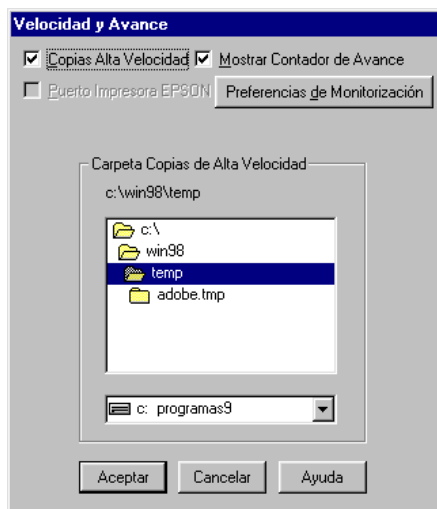 Velocidad y Avance
Copias Alta Velocidad Mostrar Contador de Avance
Puerto Impresora EPSON Preferencias de Monitorización
Carpeta Copias de Alta Velocidad
c:\win98\temp
c:\
win98
temp
adobe.tmp
c: programas9
Aceptar Cancelar Ayuda